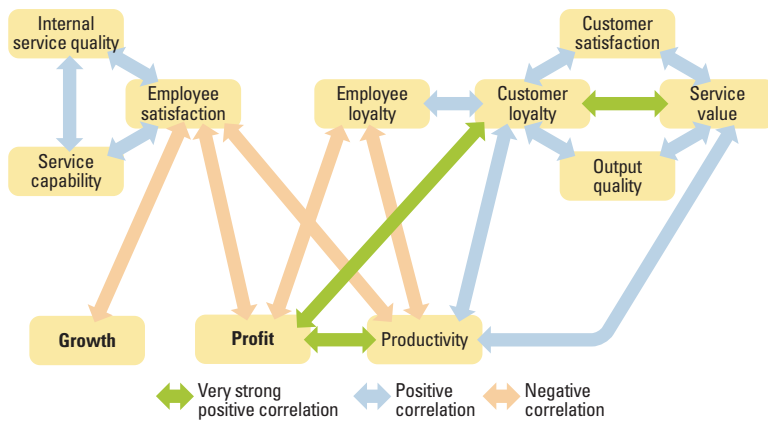 Internal
service quality
Customer
satisfaction
Employee
satisfaction
Employee
loyalty
Customer
loyalty
Service
value
Service
capability
Output
quality
Growth
Profit
Productivity
Very strong
positive correlation
Positive
correlation
Negative
correlation